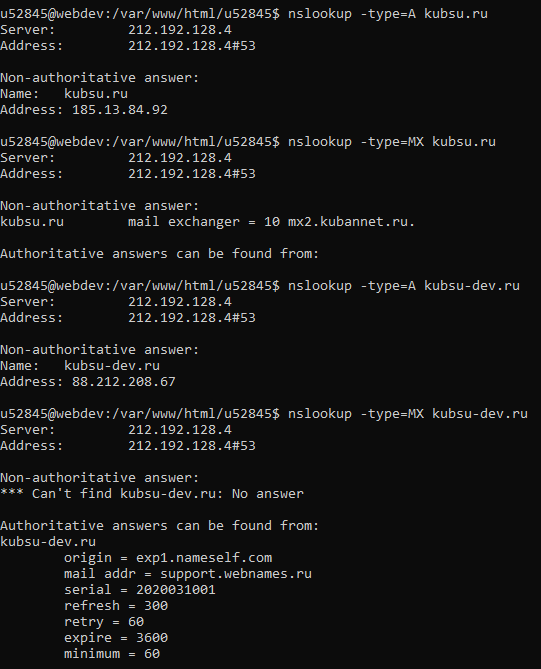 u52845@webdev:/var/www/html/u52845$ nslookup -type=A kubsu.ru
Server:         212.192.128.4
Address:        212.192.128.4#53

Non-authoritative answer:
Name:   kubsu.ru
Address: 185.13.84.92

u52845@webdev:/var/www/html/u52845$ nslookup -type=MX kubsu.ru
Server:         212.192.128.4
Address:        212.192.128.4#53

Non-authoritative answer:
kubsu.ru        mail exchanger = 10 mx2.kubannet.ru.

Authoritative answers can be found from:

u52845@webdev:/var/www/html/u52845$ nslookup -type=A kubsu-dev.ru
Server:         212.192.128.4
Address:        212.192.128.4#53

Non-authoritative answer:
Name:   kubsu-dev.ru
Address: 88.212.208.67

u52845@webdev:/var/www/html/u52845$ nslookup -type=MX kubsu-dev.ru
Server:         212.192.128.4
Address:        212.192.128.4#53

Non-authoritative answer:
*** Can't find kubsu-dev.ru: No answer

Authoritative answers can be found from:
kubsu-dev.ru
        origin = exp1.nameself.com
        mail addr = support.webnames.ru
        serial = 2020031001
        refresh = 300
        retry = 60
        expire = 3600
        minimum = 60